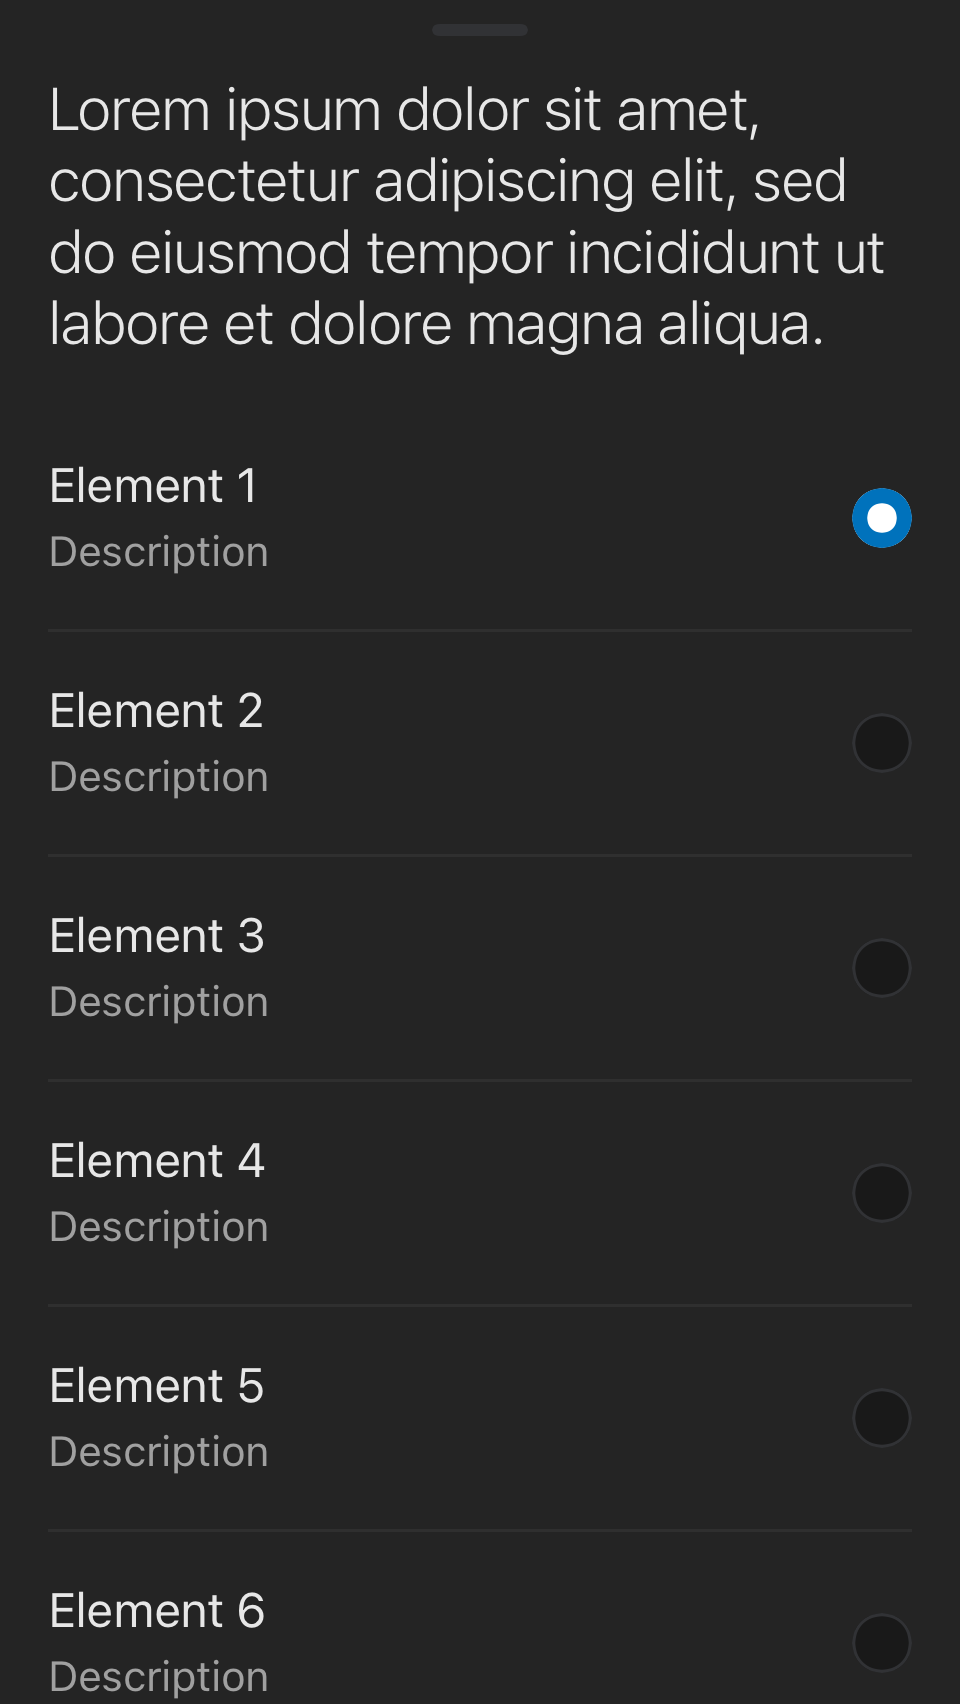 Lorem ipsum dolor sit amet,
consectetur adipiscing elit, sed
do eiusmod tempor incididunt ut
labore et dolore magna aliqua.
Element 1
Description
Element 2
Description
Element 3
Description
Element 4
Description
Element 5
Description
Element 6
Description